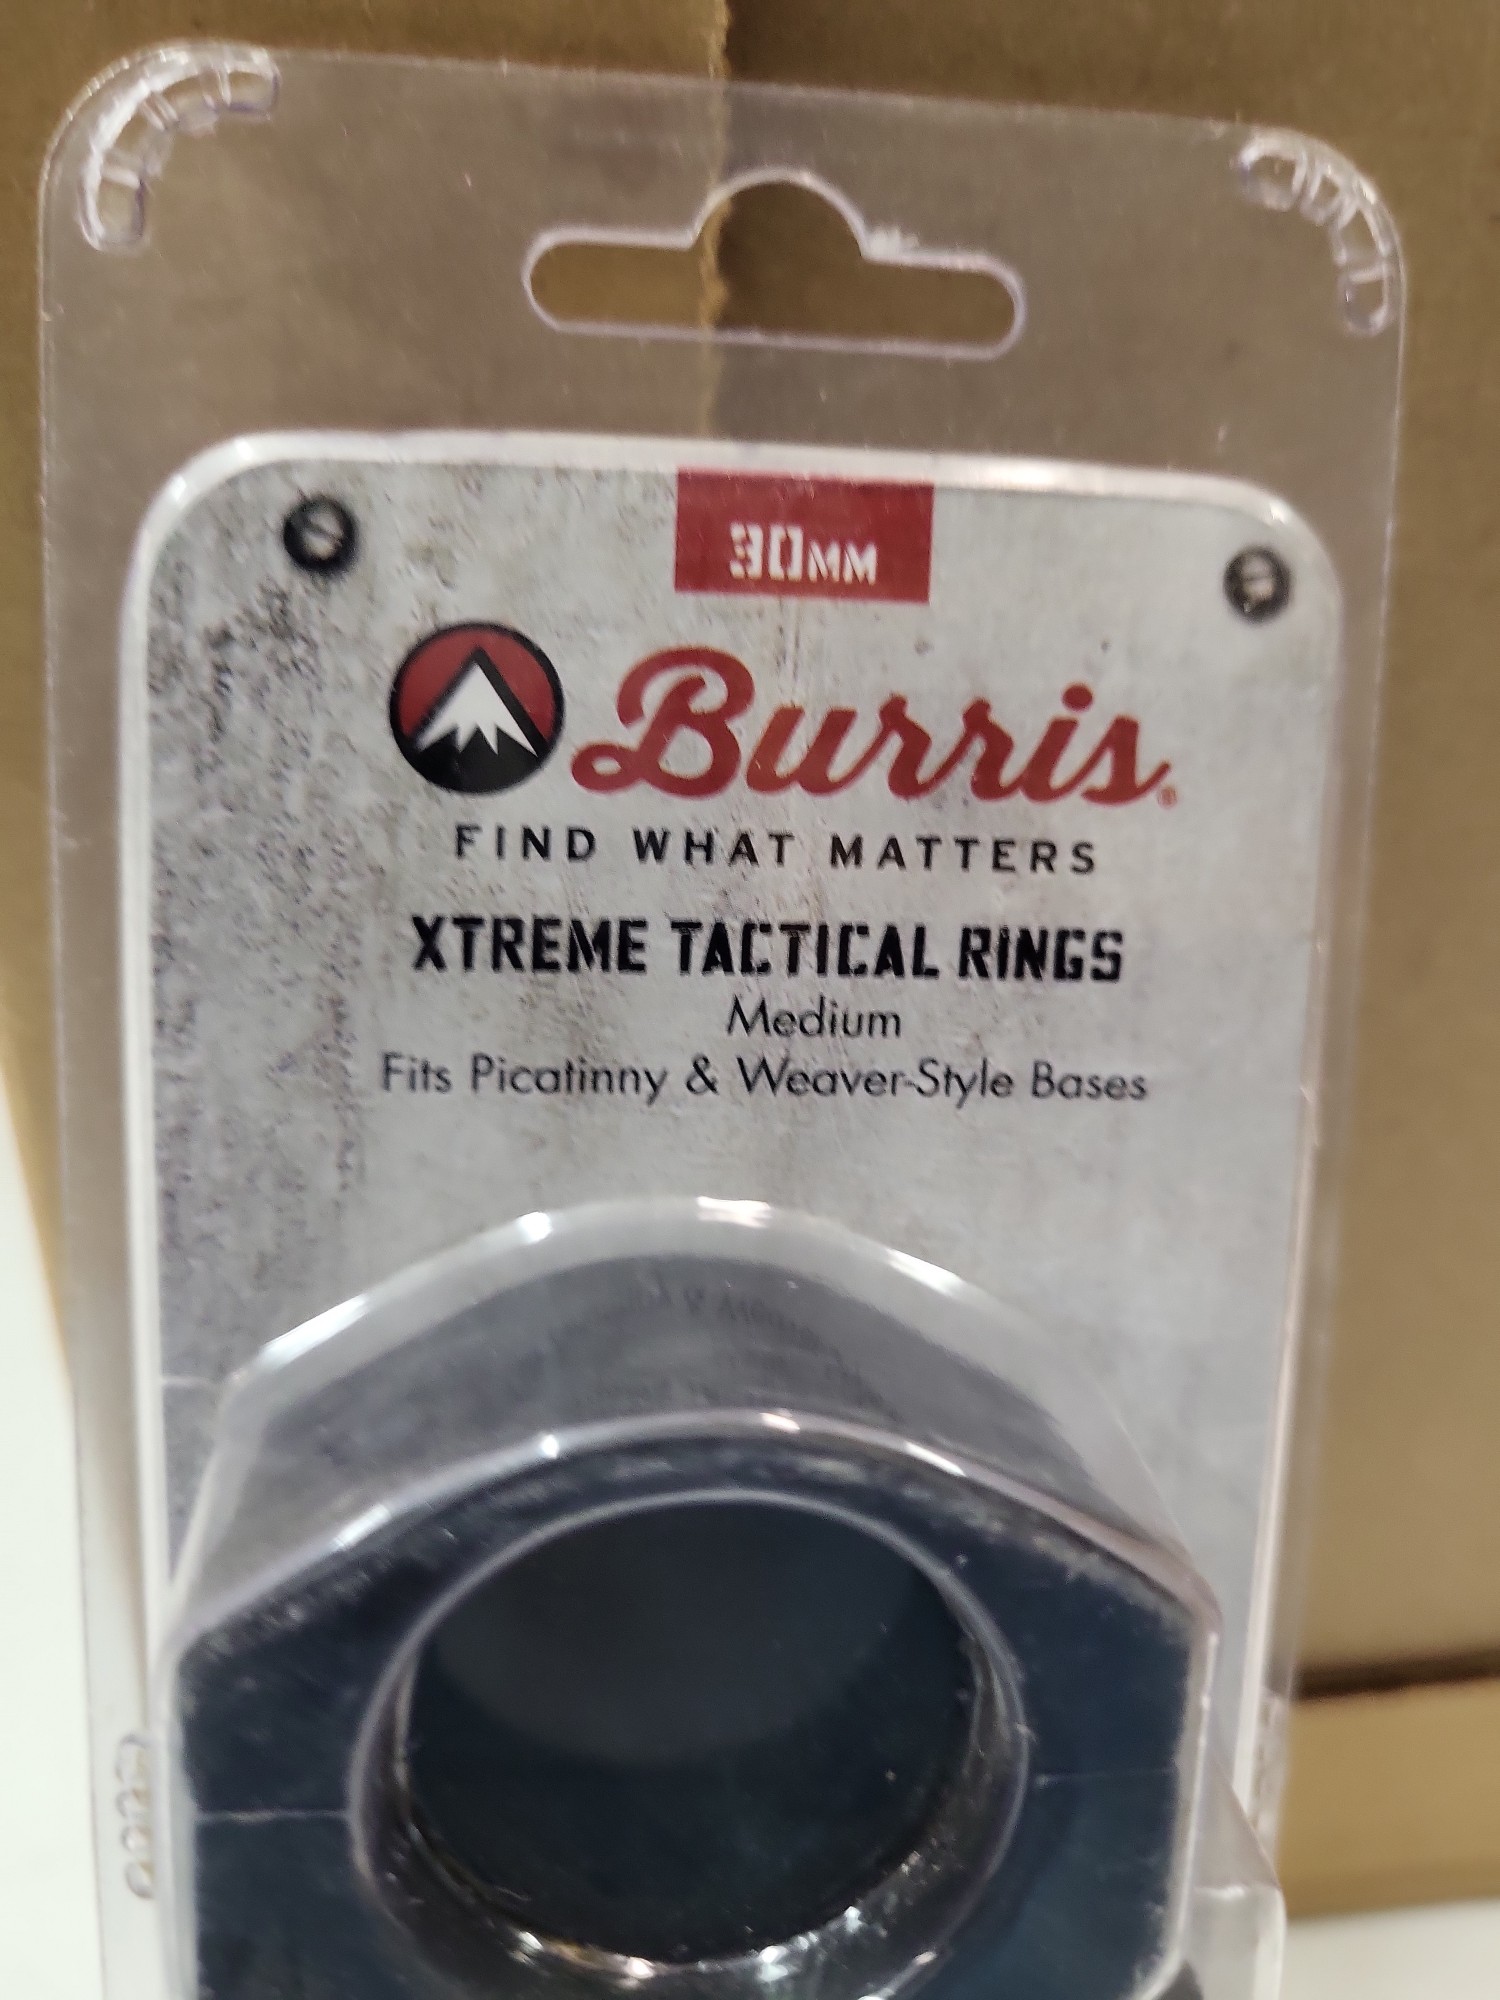 30MM
Burris®
FIND WHAT MATTERS
XTREME TACTICAL RINGS
Medium
Fits Picatinny & Weaver-Style Bases